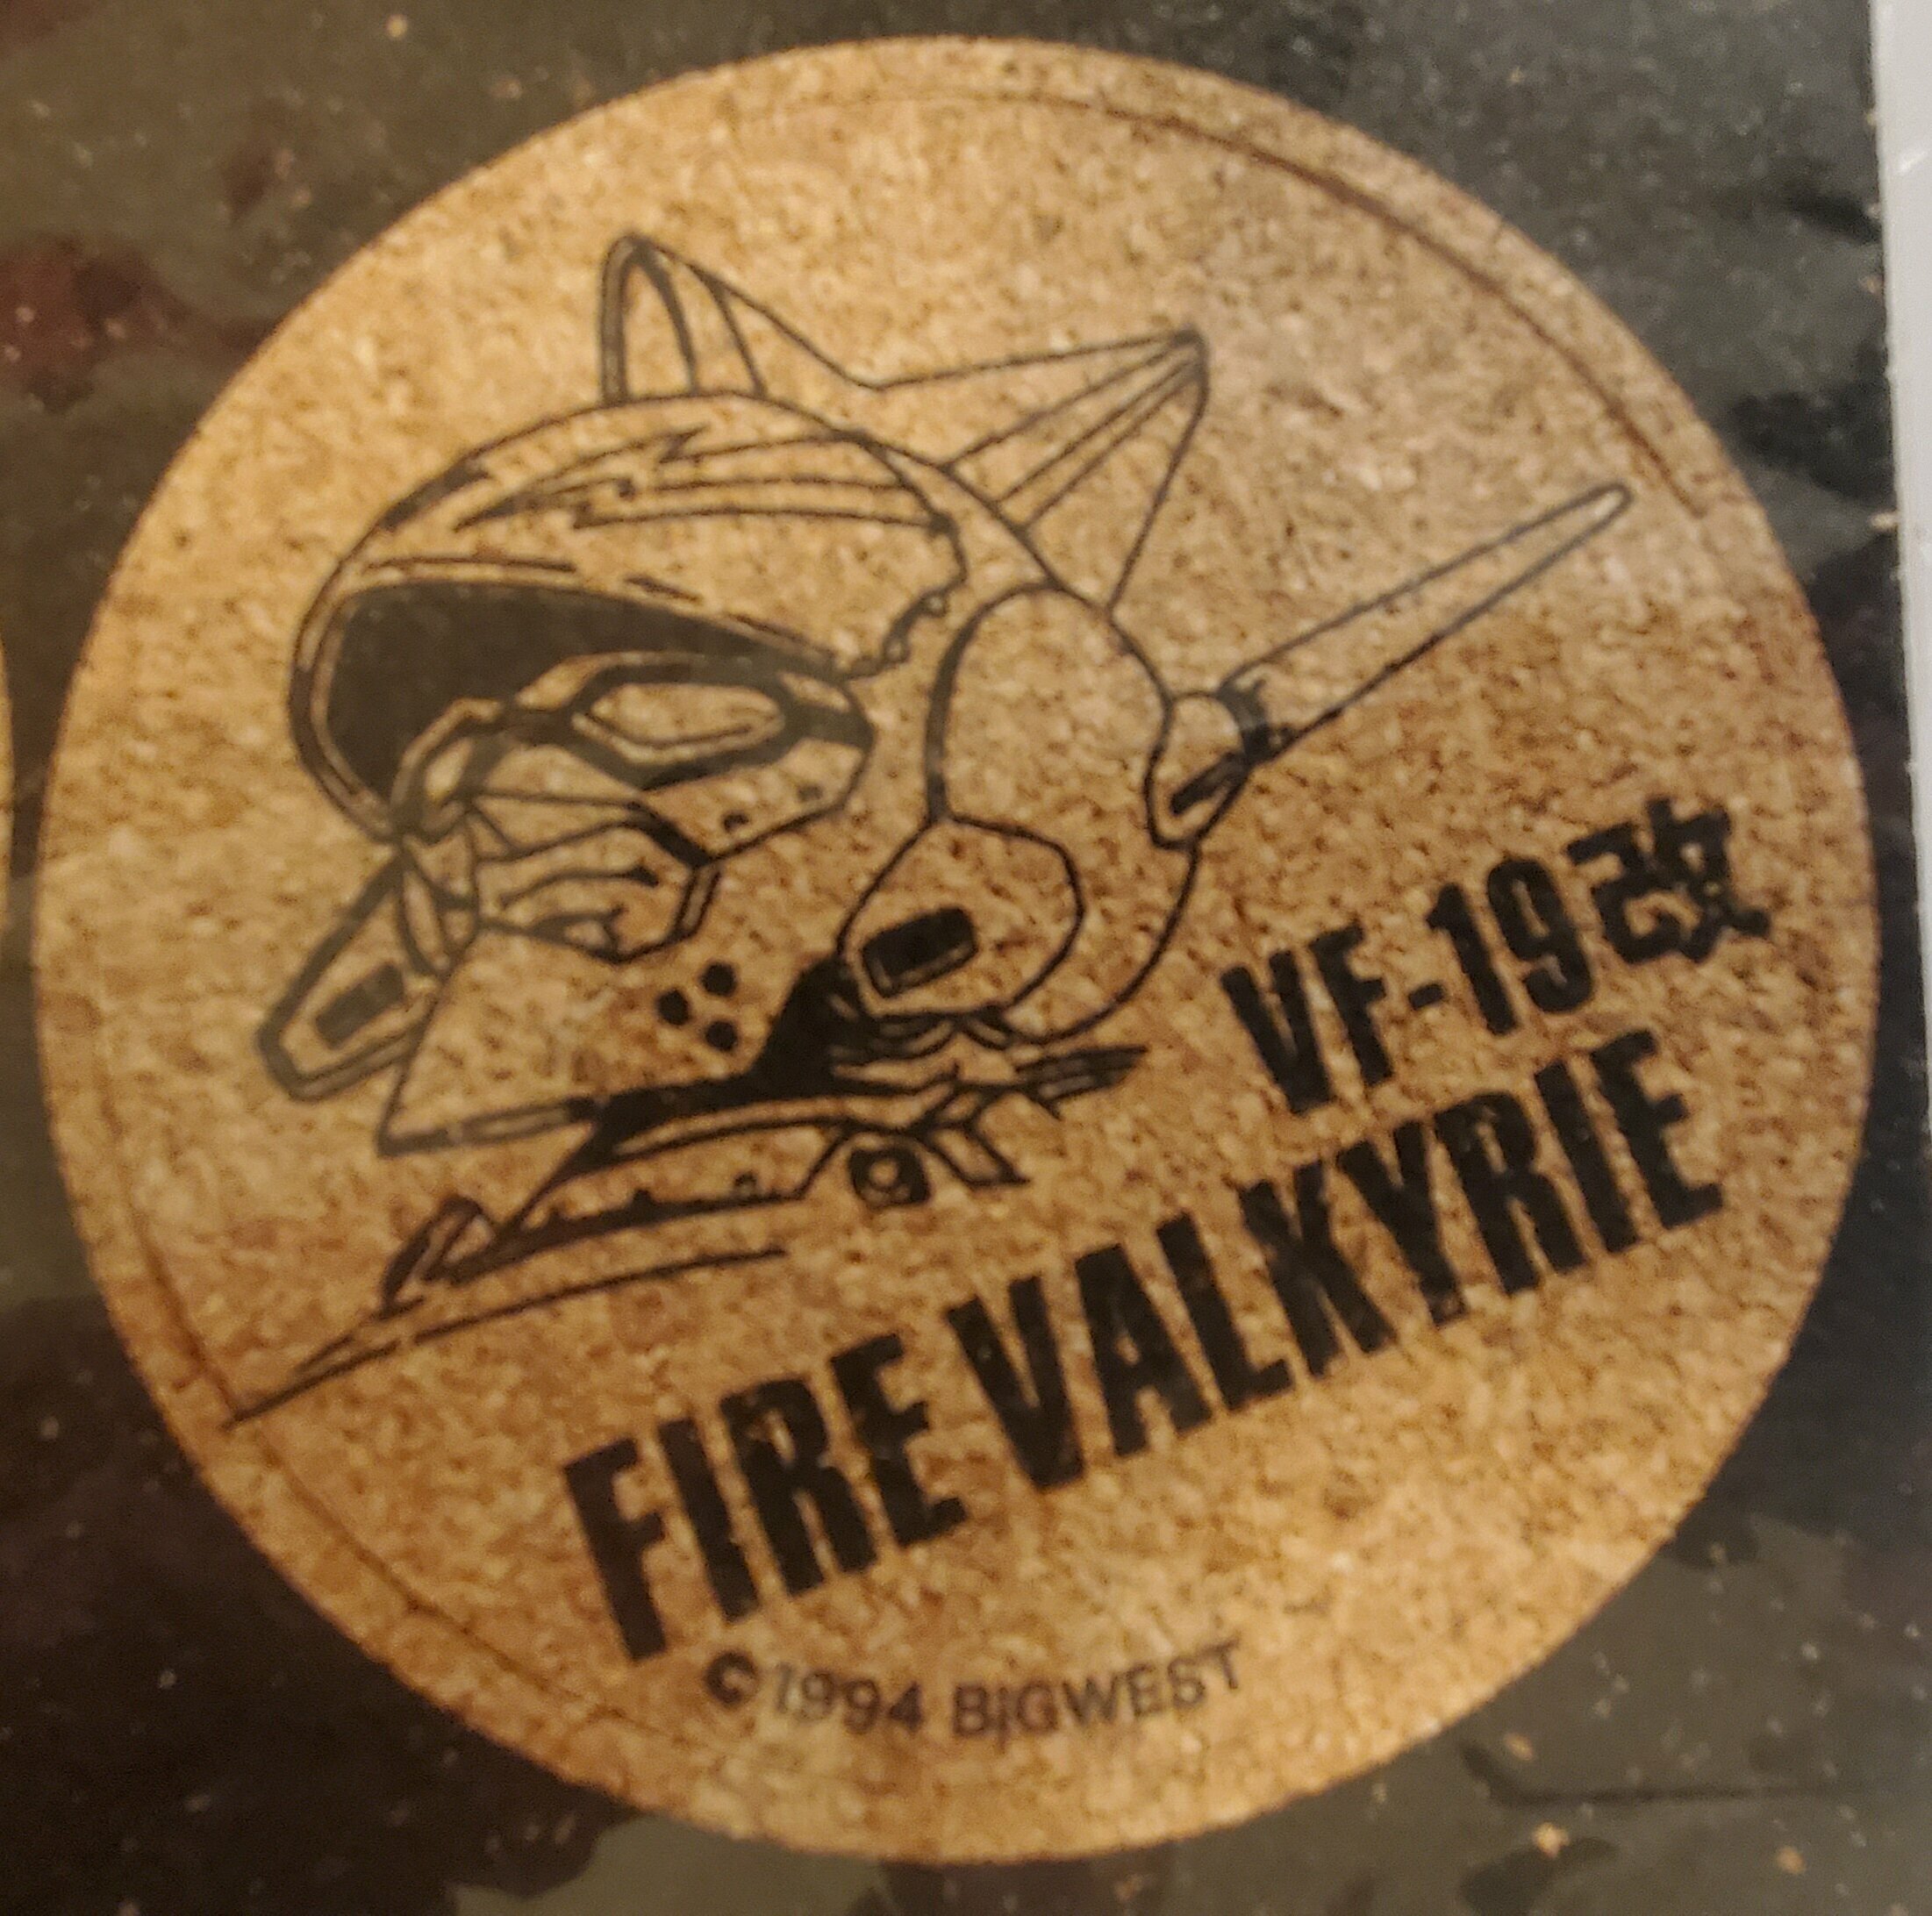 VF-19改
FIRE VALKYRIE
©1994 BIGWEST